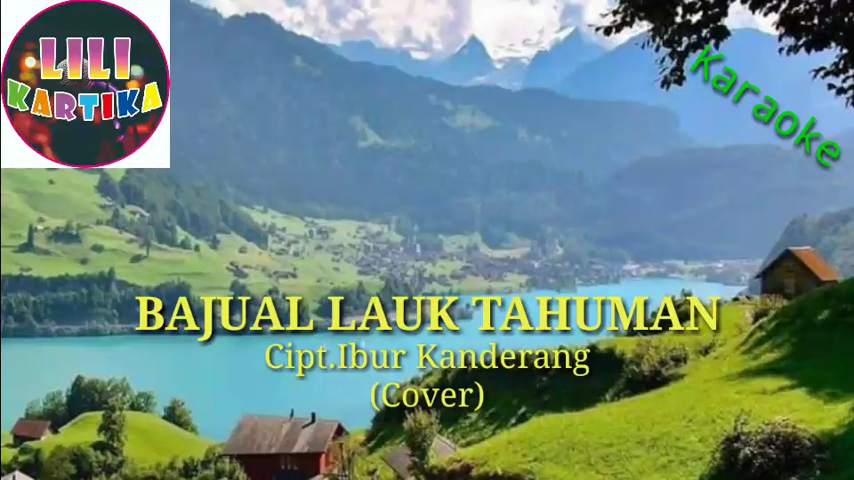 LILI
KARTIKA
Karaoke
BAJUAL LAUK TAHUMAN
Cipt.Ibur Kanderang
(Cover)